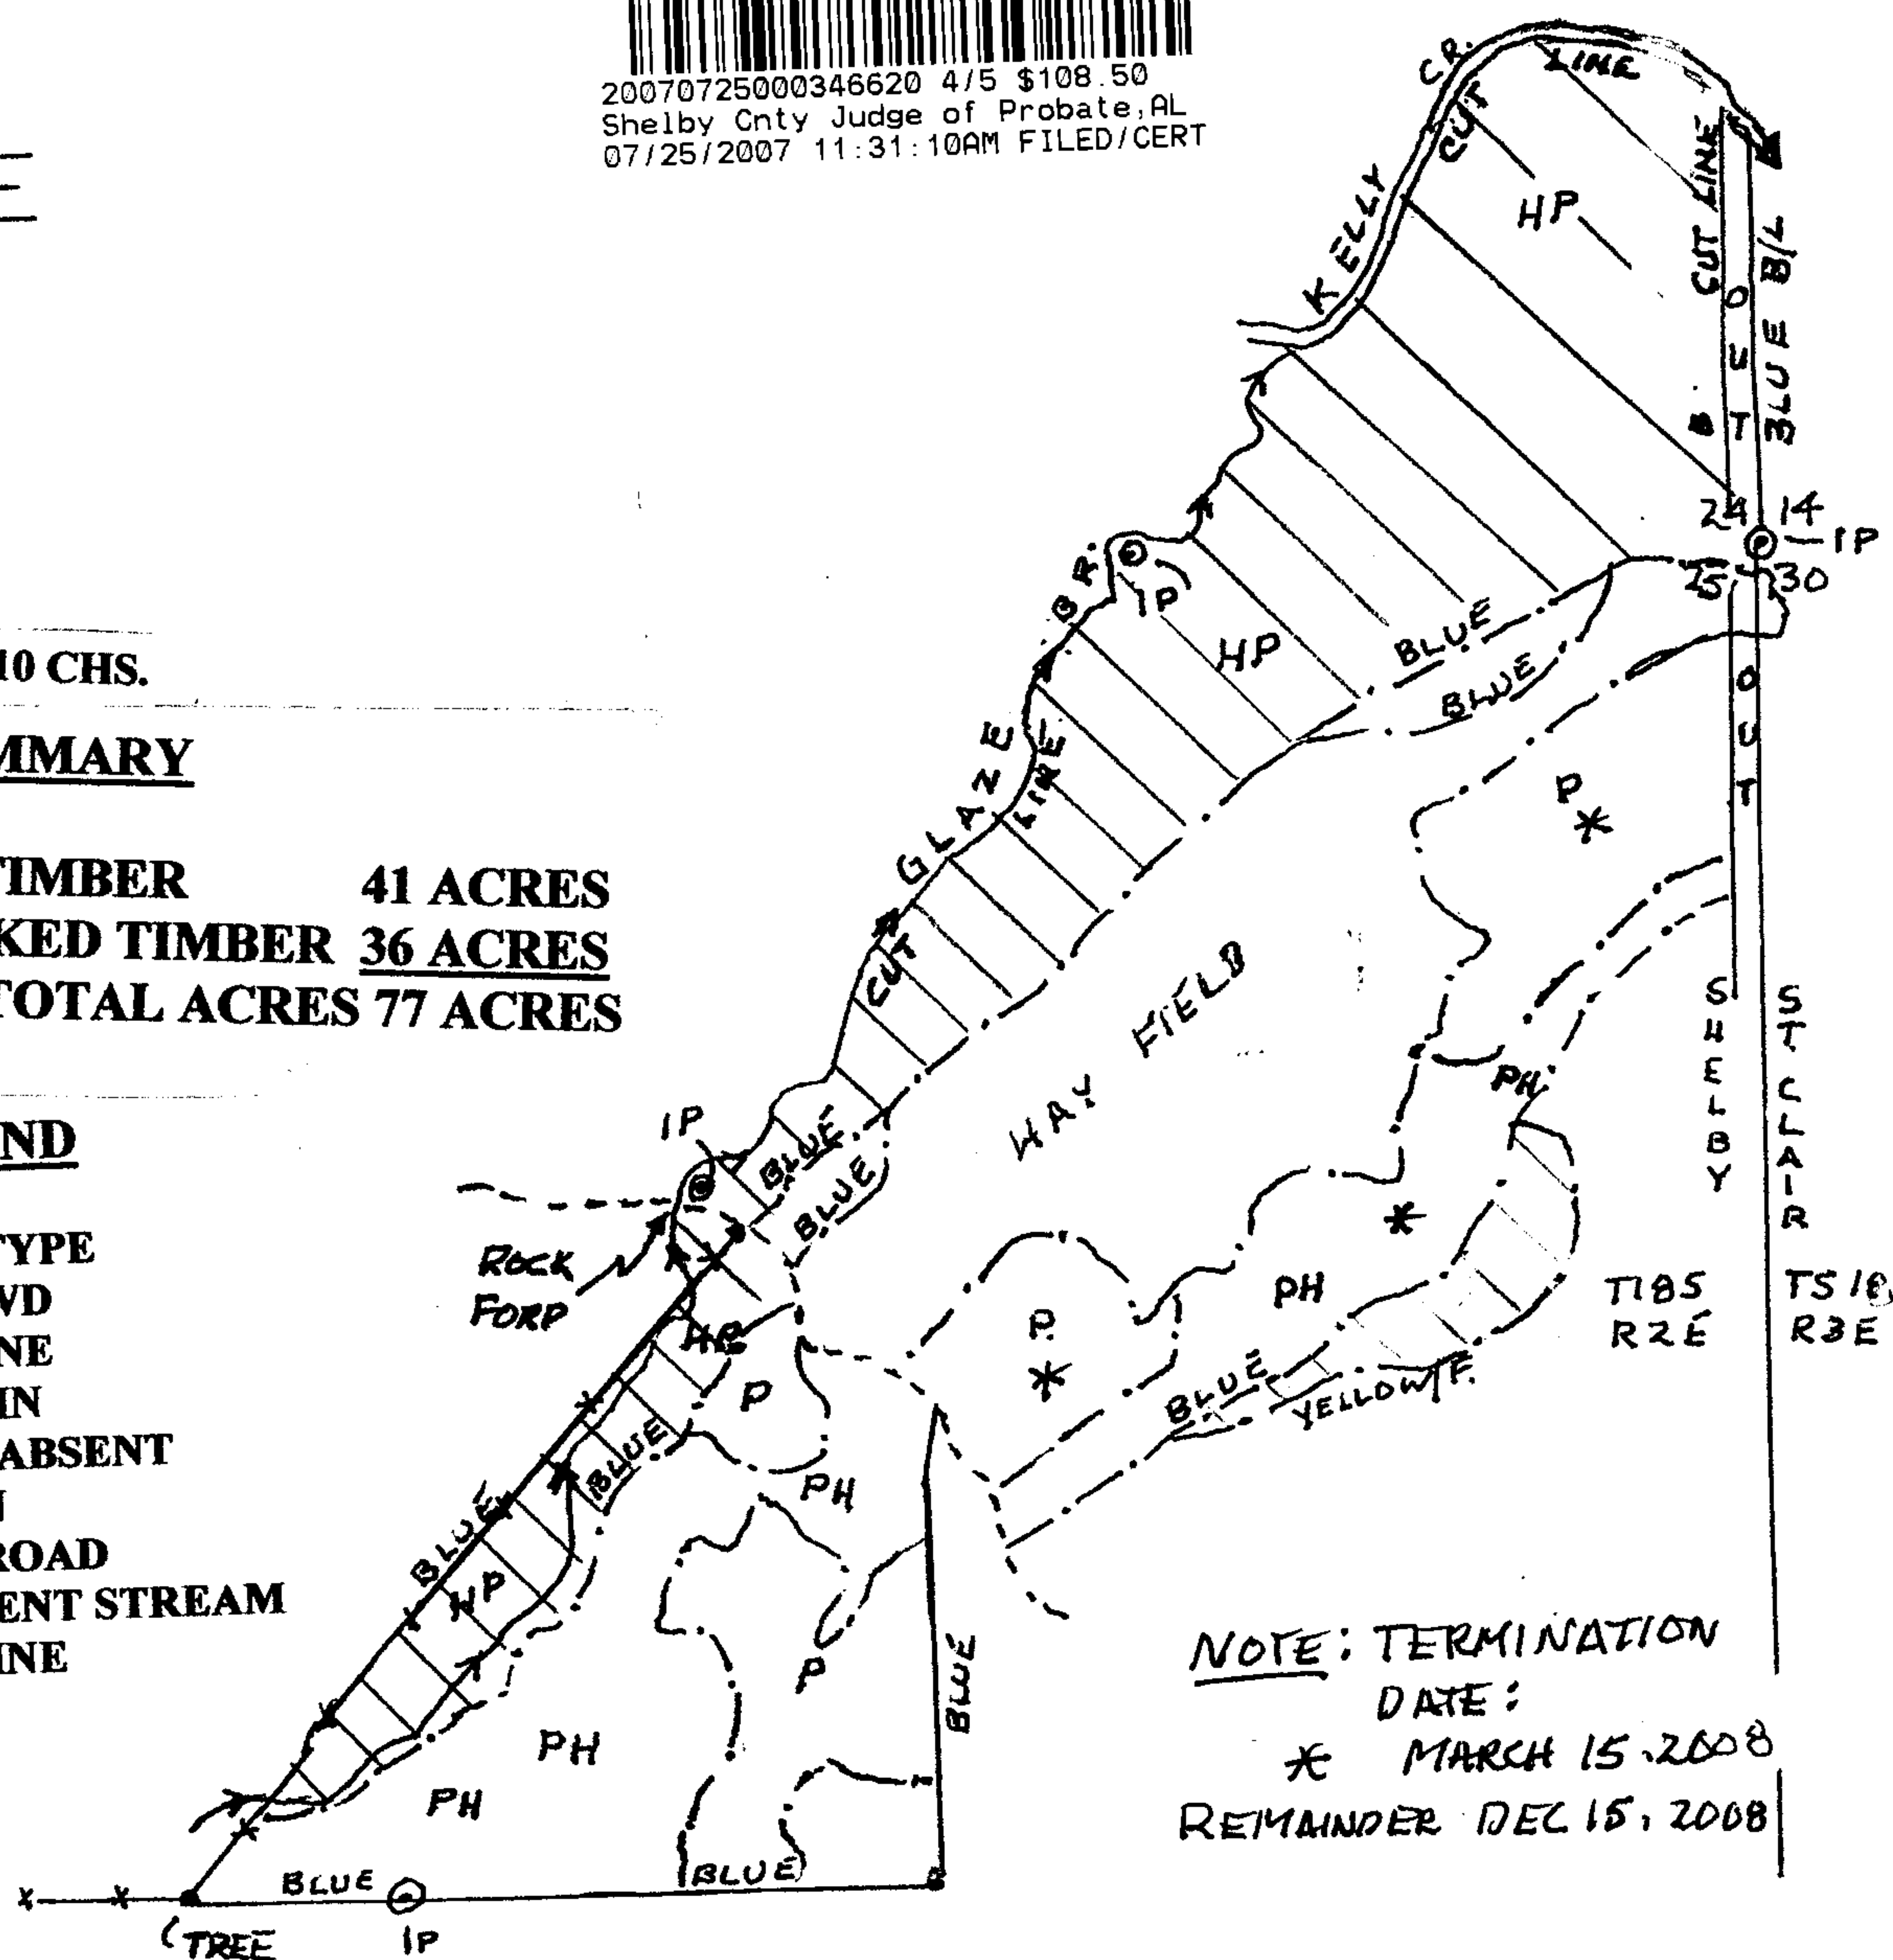 20070725000346620 4/5 $108.50
Shelby Cnty Judge of Probate,AL
07/25/2007 11:31:10AM FILED/CERT
KELLY CR.
CUT LINE
HP
CUT LINE
OUT
BLUE B/L
24 14
IP
25 30
10 CHS.
MMARY
TIMBER 41 ACRES
KED TIMBER 36 ACRES
TOTAL ACRES 77 ACRES
GLAZE BR.
IP
CUT LINE
HP
BLUE
BLUE
OUT
P
*
HAY FIELD
SHELBY
ST. CLAIR
PH
IP
BLUE
BLUE
*
ROCK
FORD
ND
TYPE
WD
NE
IN
ABSENT
N
ROAD
ENT STREAM
INE
HP
P
P
*
PH
T18S
R2E
TS18
R3E
BLUE
YELLOW/F.
BLUE
BLUE
PH
HP
P
BLUE
PH
PH
BLUE
BLUE
TREE
IP
NOTE: TERMINATION
DATE:
* MARCH 15, 2008
REMAINDER DEC 15, 2008